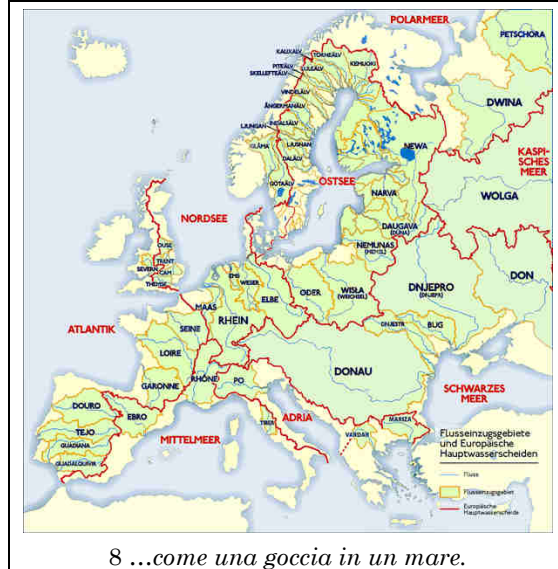 POLARMEER
PETSCHORA
KALIXÄLV
TORNEÄLV
PITEÄLV
LULEÄLV
KEMIJOKI
SKELLEFTEÄLV
VINDELÄLV
ÅNGERMANÄLV
DWINA
LJUNGAN
INDALSÄLV
GLÅMA
LJUSNAN
NEWA
DALÄLV
KASPI-
SCHES
MEER
GÖTAÄLV
OSTSEE
NARVA
WOLGA
NORDSEE
DAUGAVA
(DÜNA)
OUSE
NEMUNAS
(MEMEL)
TRENT
SEVERN
CAM
THEMSE
EMS
WESER
DON
MAAS
ELBE
ODER
WISŁA
(WEICHSEL)
DNJEPRO
(DNJEPR)
RHEIN
ATLANTIK
SEINE
DNJESTR
BUG
LOIRE
DONAU
GARONNE
RHÔNE
PO
SCHWARZES
MEER
DOURO
EBRO
ADRIA
TEJO
TIBER
MARIZA
MITTELMEER
VARDAR
GUADIANA
GUADALQUIVIR
Flusseinzugsgebiete
und Europäische
Hauptwasserscheiden
Fluss
Flusseinzugsgebiet
Europäische
Hauptwasserscheide
8 ...come una goccia in un mare.